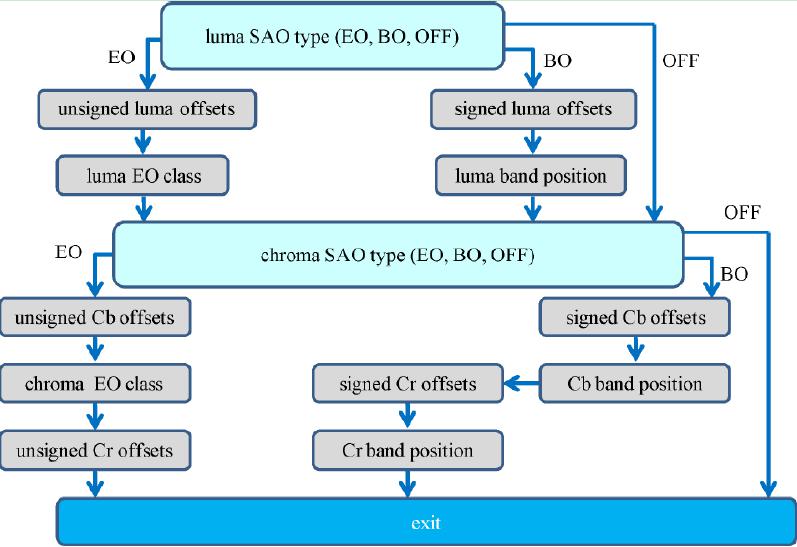 luma SAO type (EO, BO, OFF)
EO
BO
OFF
unsigned luma offsets
signed luma offsets
luma EO class
luma band position
OFF
chroma SAO type (EO, BO, OFF)
EO
BO
unsigned Cb offsets
signed Cb offsets
chroma EO class
signed Cr offsets
Cb band position
unsigned Cr offsets
Cr band position
exit